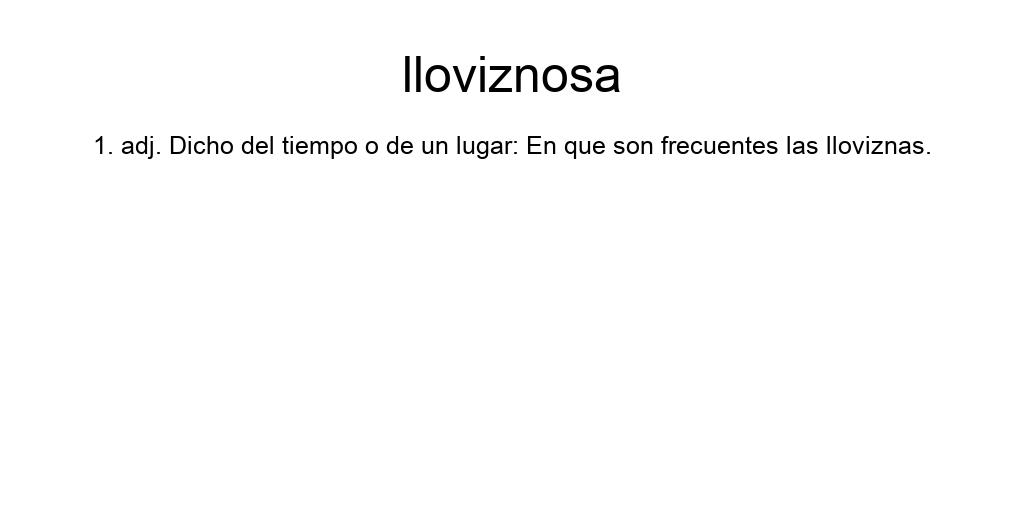 lloviznosa
1. adj. Dicho del tiempo o de un lugar: En que son frecuentes las lloviznas.